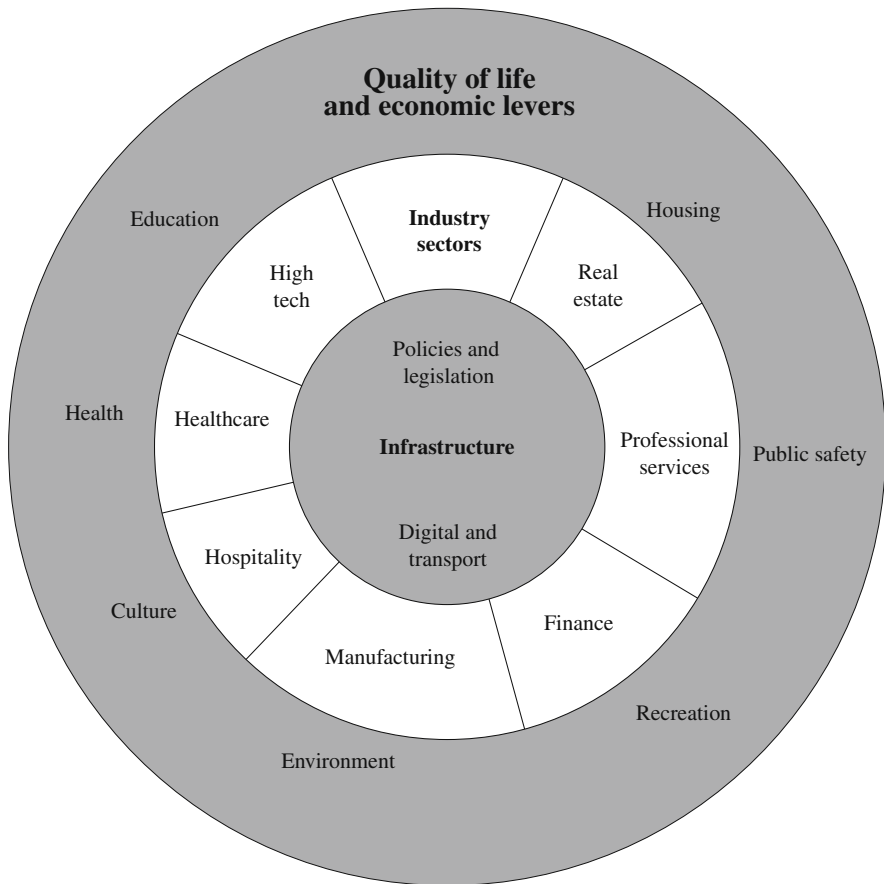 Quality of life
and economic levers
Education
Housing
Industry
sectors
High
tech
Real
estate
Policies and
legislation
Health
Healthcare
Infrastructure
Professional
services
Public safety
Digital and
transport
Hospitality
Culture
Finance
Manufacturing
Recreation
Environment